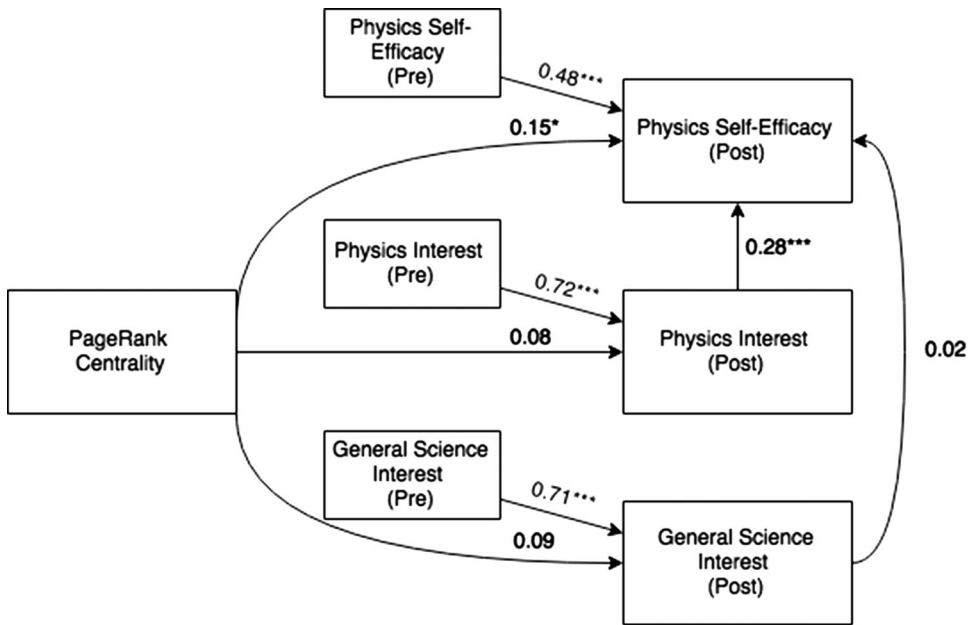 Physics Self-
Efficacy
(Pre)
0.48***
Physics Self-Efficacy
(Post)
0.15*
Physics Interest
(Pre)
0.28***
0.72***
PageRank
Centrality
0.08
Physics Interest
(Post)
0.02
General Science
Interest
(Pre)
0.71***
0.09
General Science
Interest
(Post)